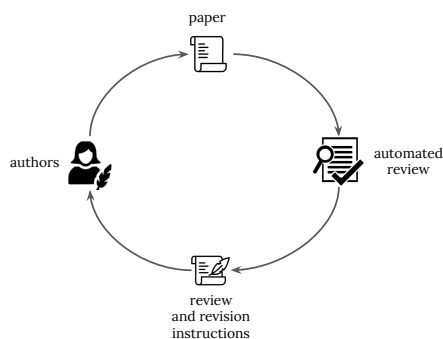 paper
authors
automated
review
review
and revision
instructions